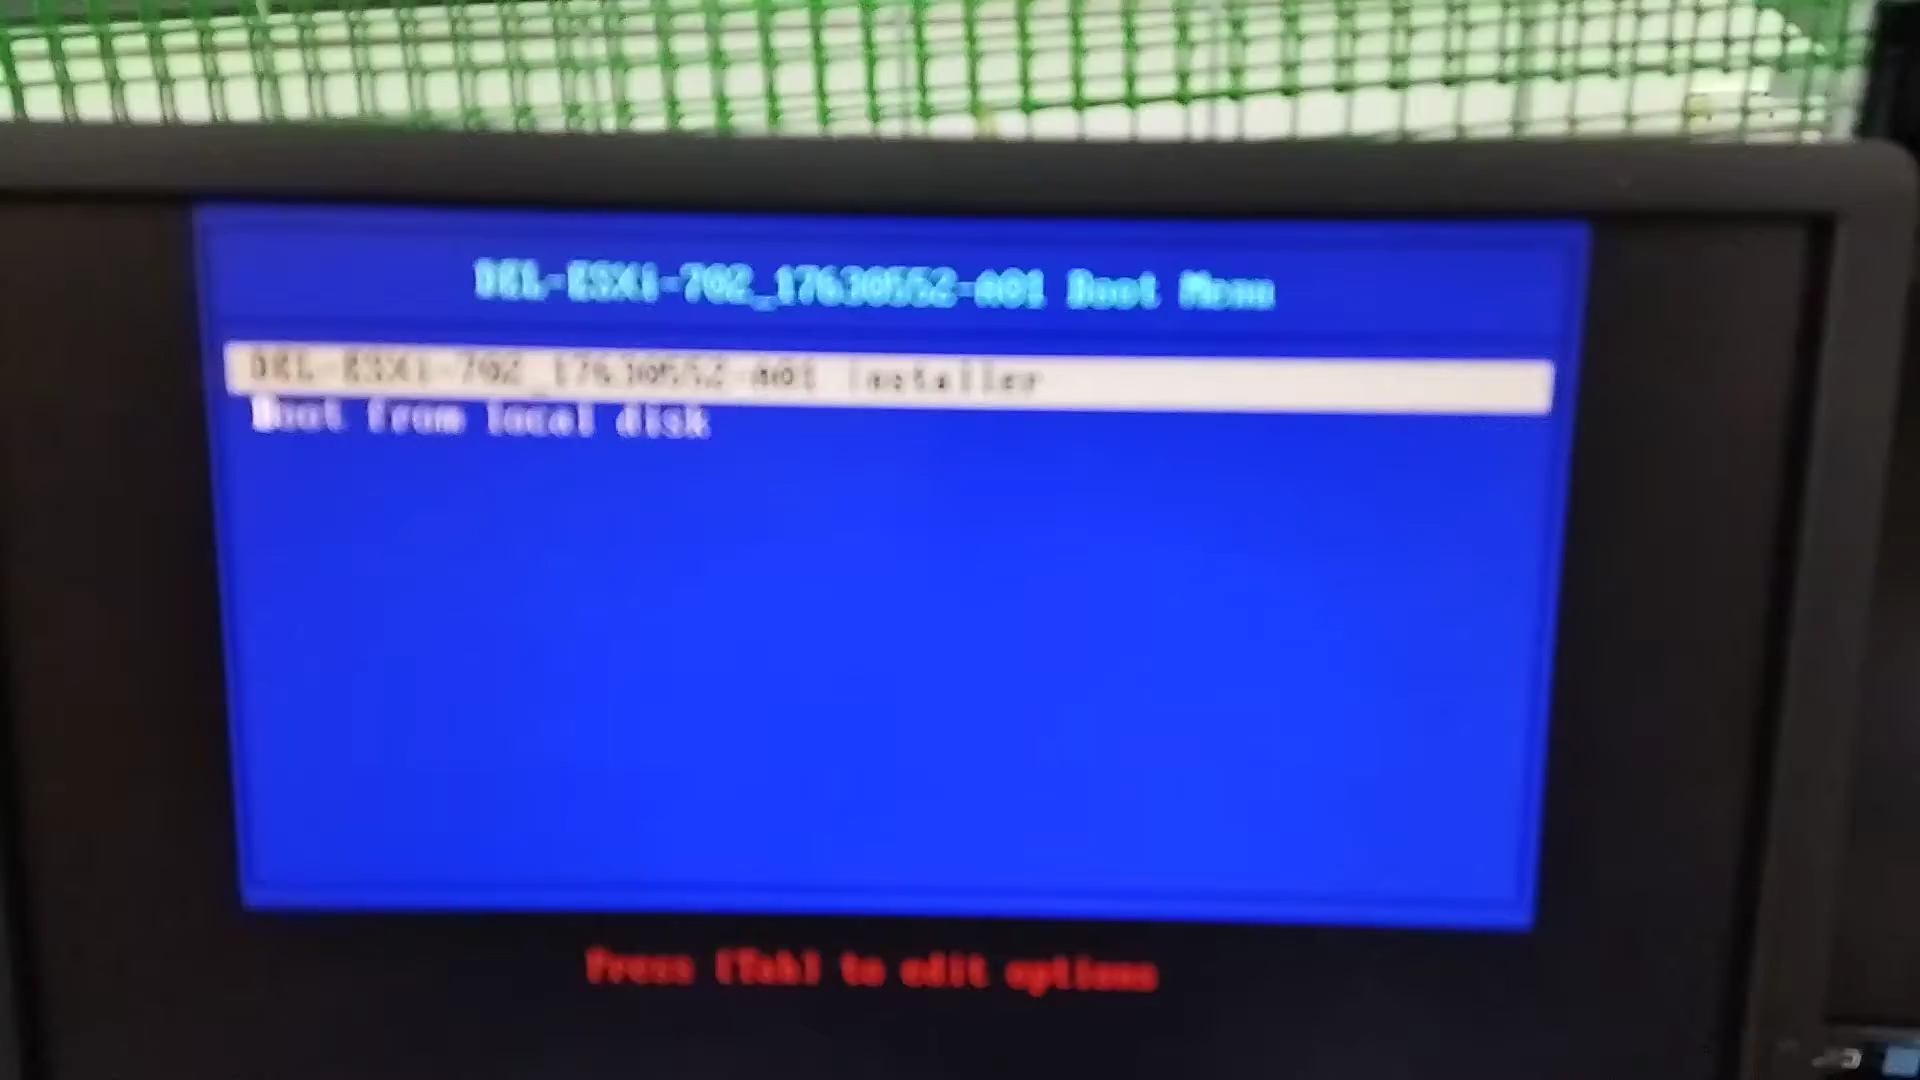 DEL-ESXi-702_17630552-A01 Boot Menu
DEL-ESXi-702_17630552-A01 Installer
Boot from local disk
Press [Tab] to edit options